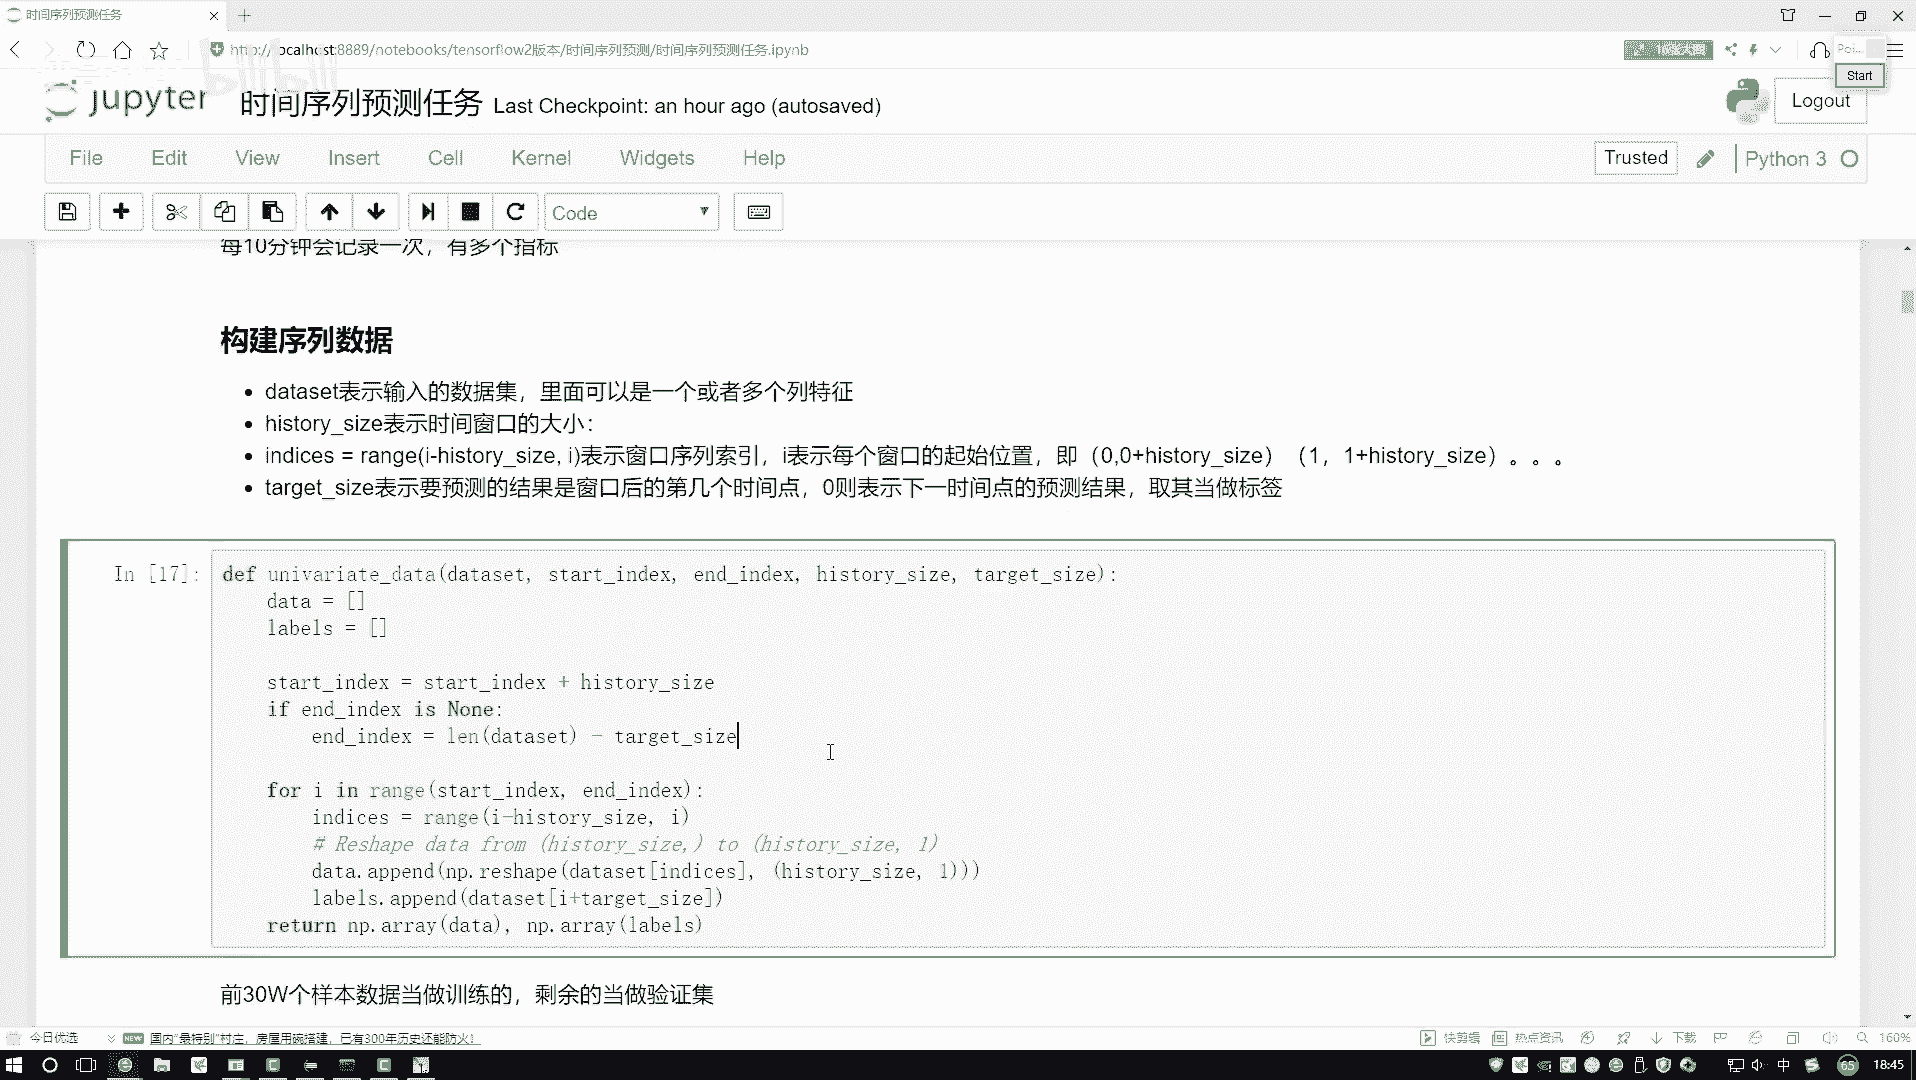 时间序列预测任务
http://localhost:8889/notebooks/tensorflow2版本/时间序列预测/时间序列预测任务.ipynb
Start
bilibili
jupyter 时间序列预测任务 Last Checkpoint: an hour ago (autosaved)
Logout
File Edit View Insert Cell Kernel Widgets Help
Trusted Python 3
Code
每10分钟会记录一次，有多个指标
构建序列数据
dataset表示输入的数据集，里面可以是一个或者多个列特征
history_size表示时间窗口的大小：
indices = range(i-history_size, i)表示窗口序列索引，i表示每个窗口的起始位置，即（0,0+history_size）（1，1+history_size）。。。
target_size表示要预测的结果是窗口后的第几个时间点，0则表示下一时间点的预测结果，取其当做标签
In [17]: def univariate_data(dataset, start_index, end_index, history_size, target_size):
data = []
labels = []
start_index = start_index + history_size
if end_index is None:
end_index = len(dataset) - target_size
for i in range(start_index, end_index):
indices = range(i-history_size, i)
# Reshape data from (history_size,) to (history_size, 1)
data.append(np.reshape(dataset[indices], (history_size, 1)))
labels.append(dataset[i+target_size])
return np.array(data), np.array(labels)
前30W个样本数据当做训练的，剩余的当做验证集
今日优选 NEW 国内"最特别"村庄，房屋用碗搭建，已有300年历史还能防火！
快剪辑 热点资讯 下载 160%
中 65 18:45